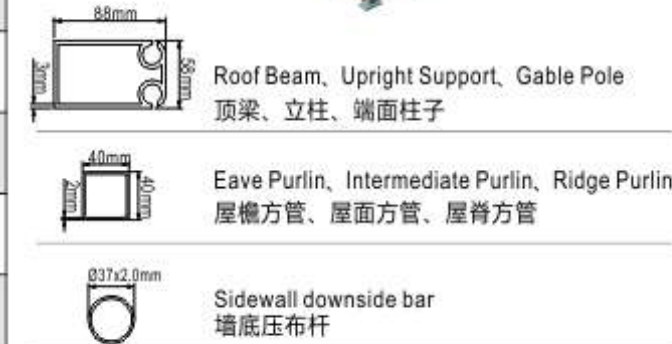 88mm
3mm
58mm
Roof Beam、Upright Support、Gable Pole
顶梁、立柱、端面柱子
40mm
2mm
40mm
Eave Purlin、Intermediate Purlin、Ridge Purlin
屋檐方管、屋面方管、屋脊方管
Ø37x2.0mm
Sidewall downside bar
墙底压布杆